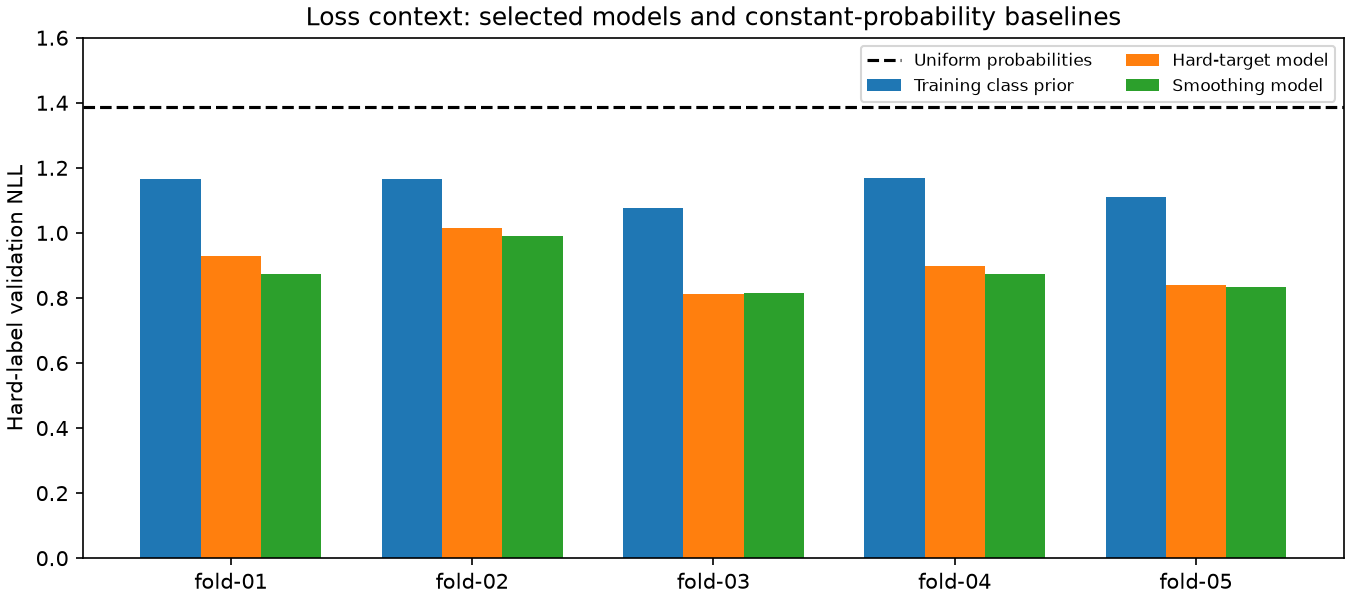 Loss context: selected models and constant-probability baselines
Hard-label validation NLL
1.6
1.4
1.2
1.0
0.8
0.6
0.4
0.2
0.0
Uniform probabilities
Training class prior
Hard-target model
Smoothing model
fold-01
fold-02
fold-03
fold-04
fold-05